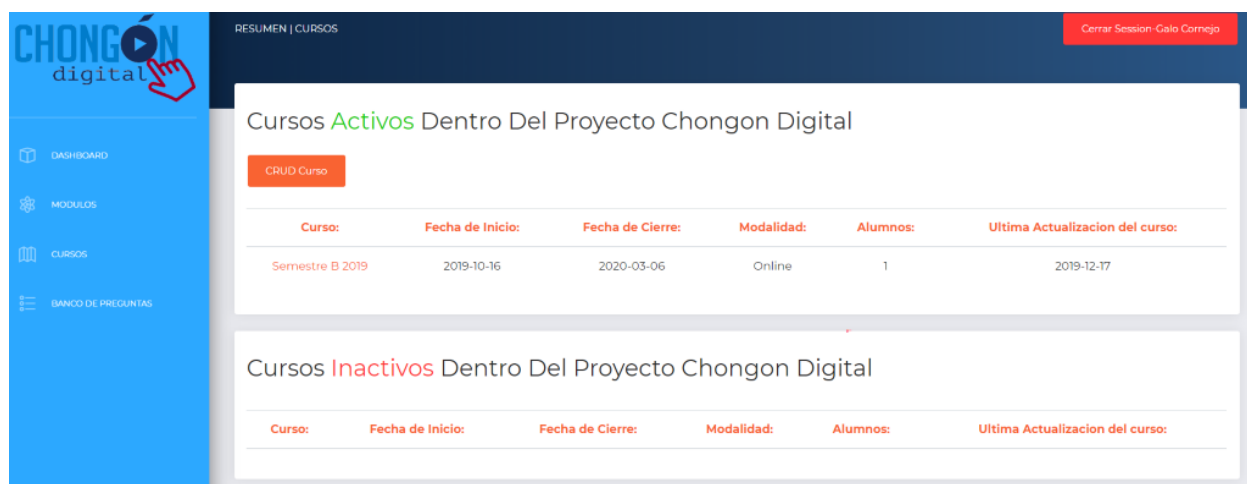 CHONGÓN
digital
DASHBOARD
MODULOS
CURSOS
BANCO DE PREGUNTAS
RESUMEN | CURSOS
Cerrar Session-Galo Cornejo
Cursos Activos Dentro Del Proyecto Chongon Digital
CRUD Curso
Curso: Fecha de Inicio: Fecha de Cierre: Modalidad: Alumnos: Ultima Actualizacion del curso:
Semestre B 2019 2019-10-16 2020-03-06 Online 1 2019-12-17
Cursos Inactivos Dentro Del Proyecto Chongon Digital
Curso: Fecha de Inicio: Fecha de Cierre: Modalidad: Alumnos: Ultima Actualizacion del curso: